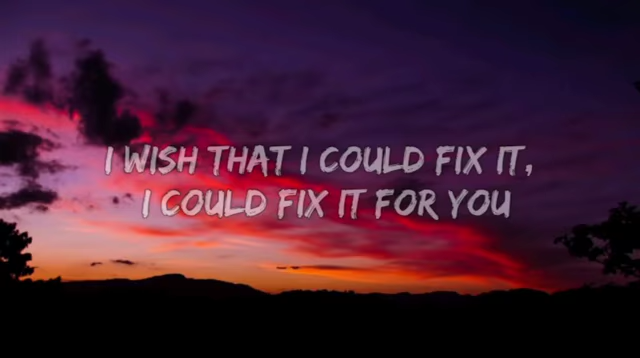 I WISH THAT I COULD FIX IT,
I COULD FIX IT FOR YOU